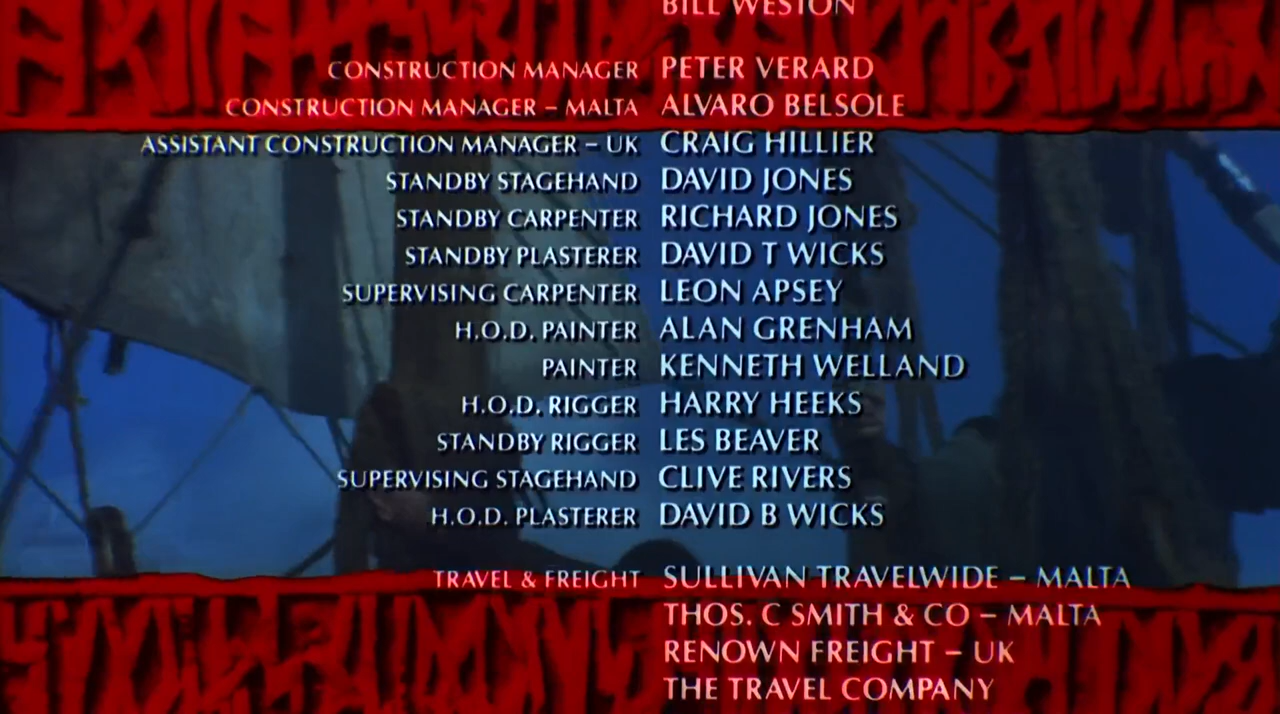 BILL WESTON
CONSTRUCTION MANAGER PETER VERARD
CONSTRUCTION MANAGER – MALTA ALVARO BELSOLE
ASSISTANT CONSTRUCTION MANAGER – UK CRAIG HILLIER
STANDBY STAGEHAND DAVID JONES
STANDBY CARPENTER RICHARD JONES
STANDBY PLASTERER DAVID T WICKS
SUPERVISING CARPENTER LEON APSEY
H.O.D. PAINTER ALAN GRENHAM
PAINTER KENNETH WELLAND
H.O.D. RIGGER HARRY HEEKS
STANDBY RIGGER LES BEAVER
SUPERVISING STAGEHAND CLIVE RIVERS
H.O.D. PLASTERER DAVID B WICKS
TRAVEL & FREIGHT SULLIVAN TRAVELWIDE – MALTA
THOS. C SMITH & CO – MALTA
RENOWN FREIGHT – UK
THE TRAVEL COMPANY